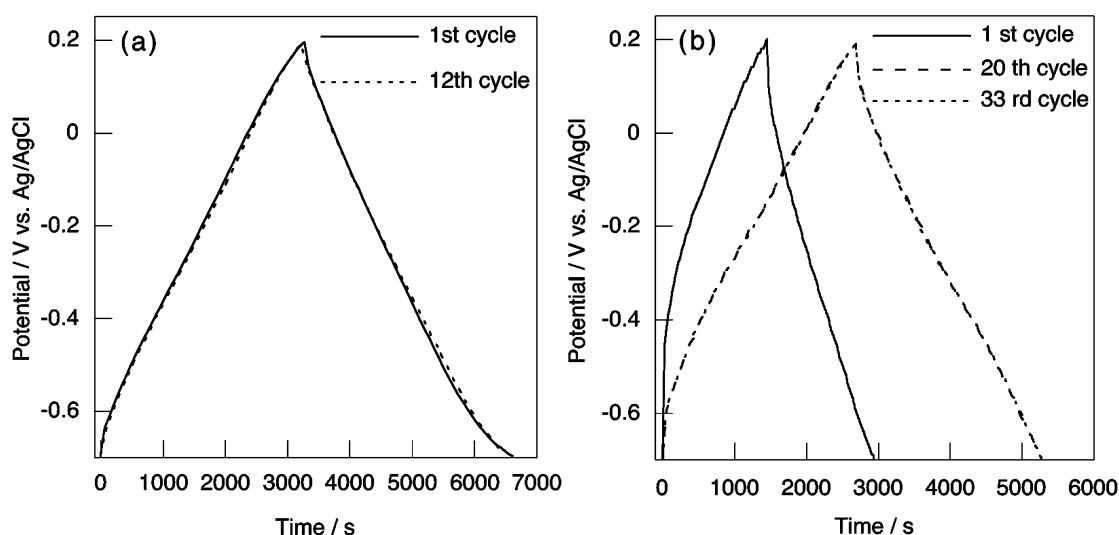 (a)
1st cycle
12th cycle
0.2
0
-0.2
-0.4
-0.6
Potential / V vs. Ag/AgCl
0 1000 2000 3000 4000 5000 6000 7000
Time / s
(b)
1 st cycle
20 th cycle
33 rd cycle
0.2
0
-0.2
-0.4
-0.6
Potential / V vs. Ag/AgCl
0 1000 2000 3000 4000 5000 6000
Time / s